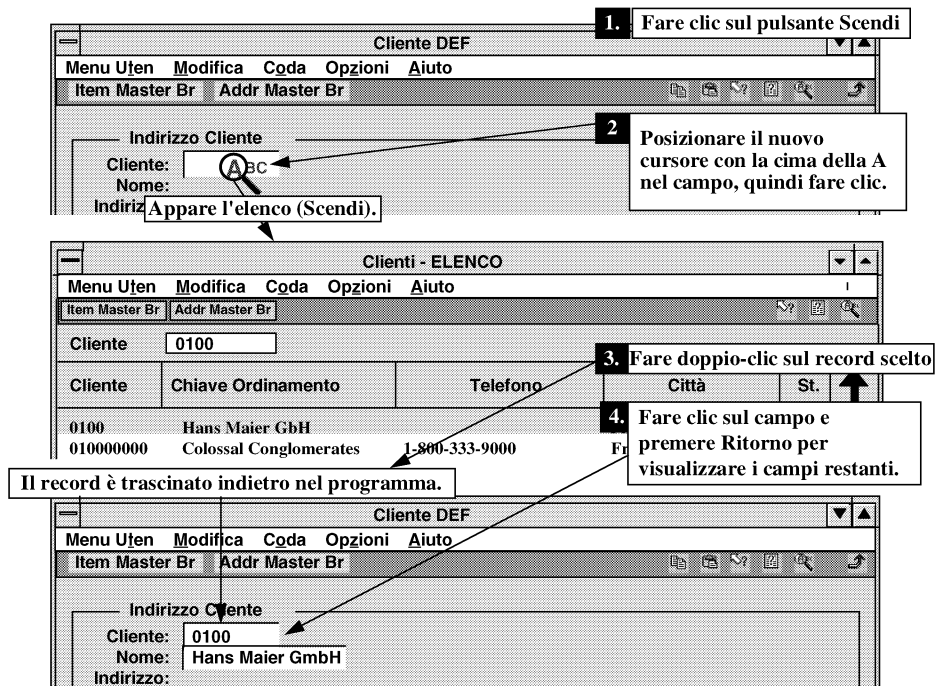 1. Fare clic sul pulsante Scendi
Cliente DEF
Menu Uten Modifica Coda Opzioni Aiuto
Item Master Br Addr Master Br
Indirizzo Cliente
2 Posizionare il nuovo
cursore con la cima della A
nel campo, quindi fare clic.
Cliente: ABC
Nome:
Indiriz
Appare l'elenco (Scendi).
Clienti - ELENCO
Menu Uten Modifica Coda Opzioni Aiuto
Item Master Br Addr Master Br
Cliente 0100
3. Fare doppio-clic sul record scelto
Cliente Chiave Ordinamento Telefono Città St.
4. Fare clic sul campo e
premere Ritorno per
visualizzare i campi restanti.
0100 Hans Maier GbH
010000000 Colossal Conglomerates 1-800-333-9000 Fr
Il record è trascinato indietro nel programma.
Cliente DEF
Menu Uten Modifica Coda Opzioni Aiuto
Item Master Br Addr Master Br
Indirizzo Cliente
Cliente: 0100
Nome: Hans Maier GmbH
Indirizzo: